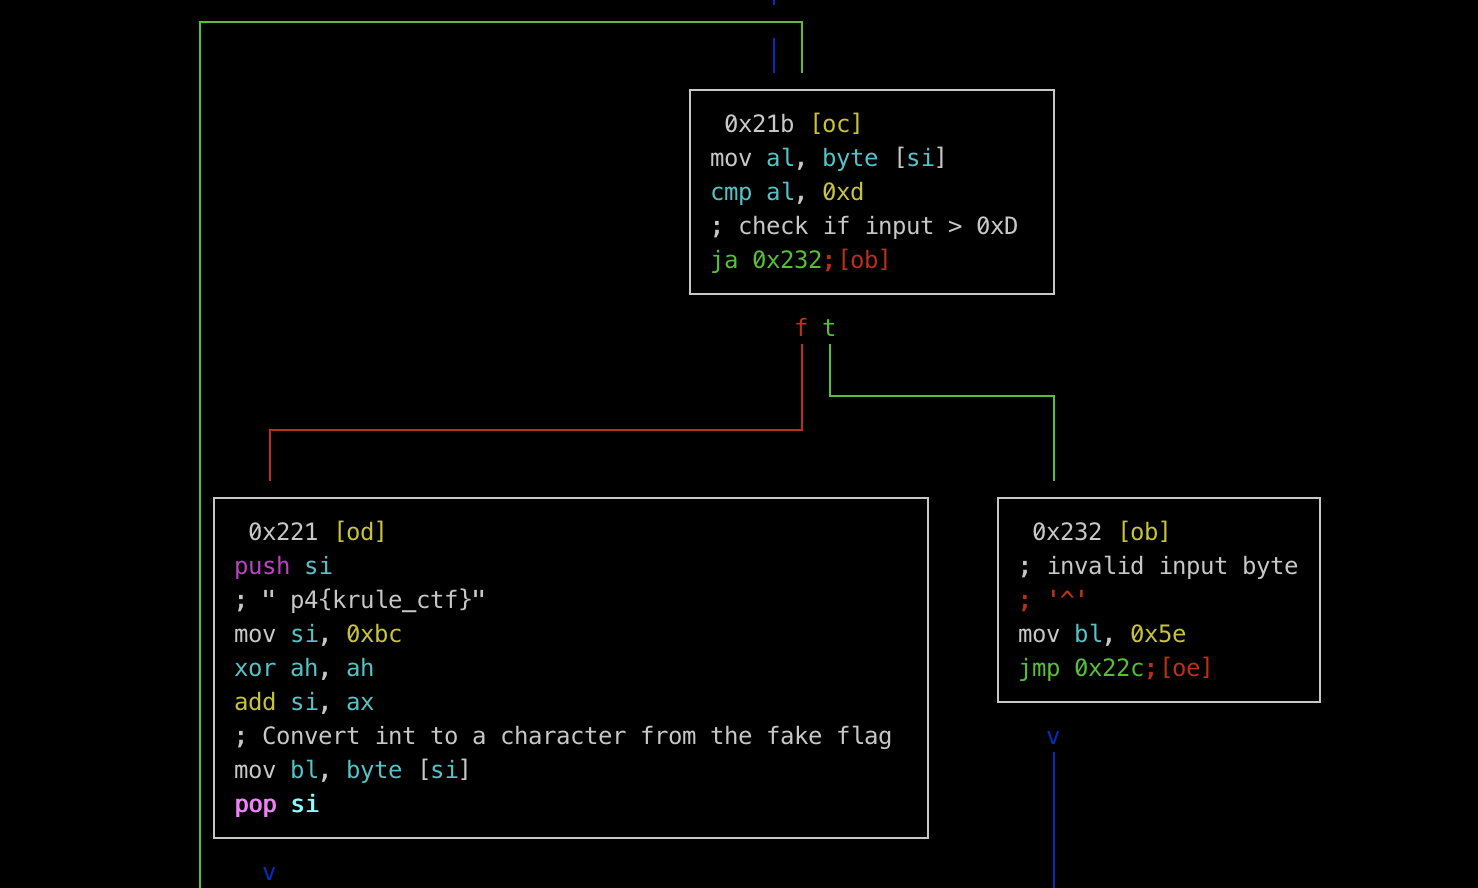 0x21b [oc]
mov al, byte [si]
cmp al, 0xd
; check if input > 0xD
ja 0x232;[ob]
f t
0x221 [od]
push si
; " p4{krule_ctf}"
mov si, 0xbc
xor ah, ah
add si, ax
; Convert int to a character from the fake flag
mov bl, byte [si]
pop si
v
0x232 [ob]
; invalid input byte
; '^'
mov bl, 0x5e
jmp 0x22c;[oe]
v